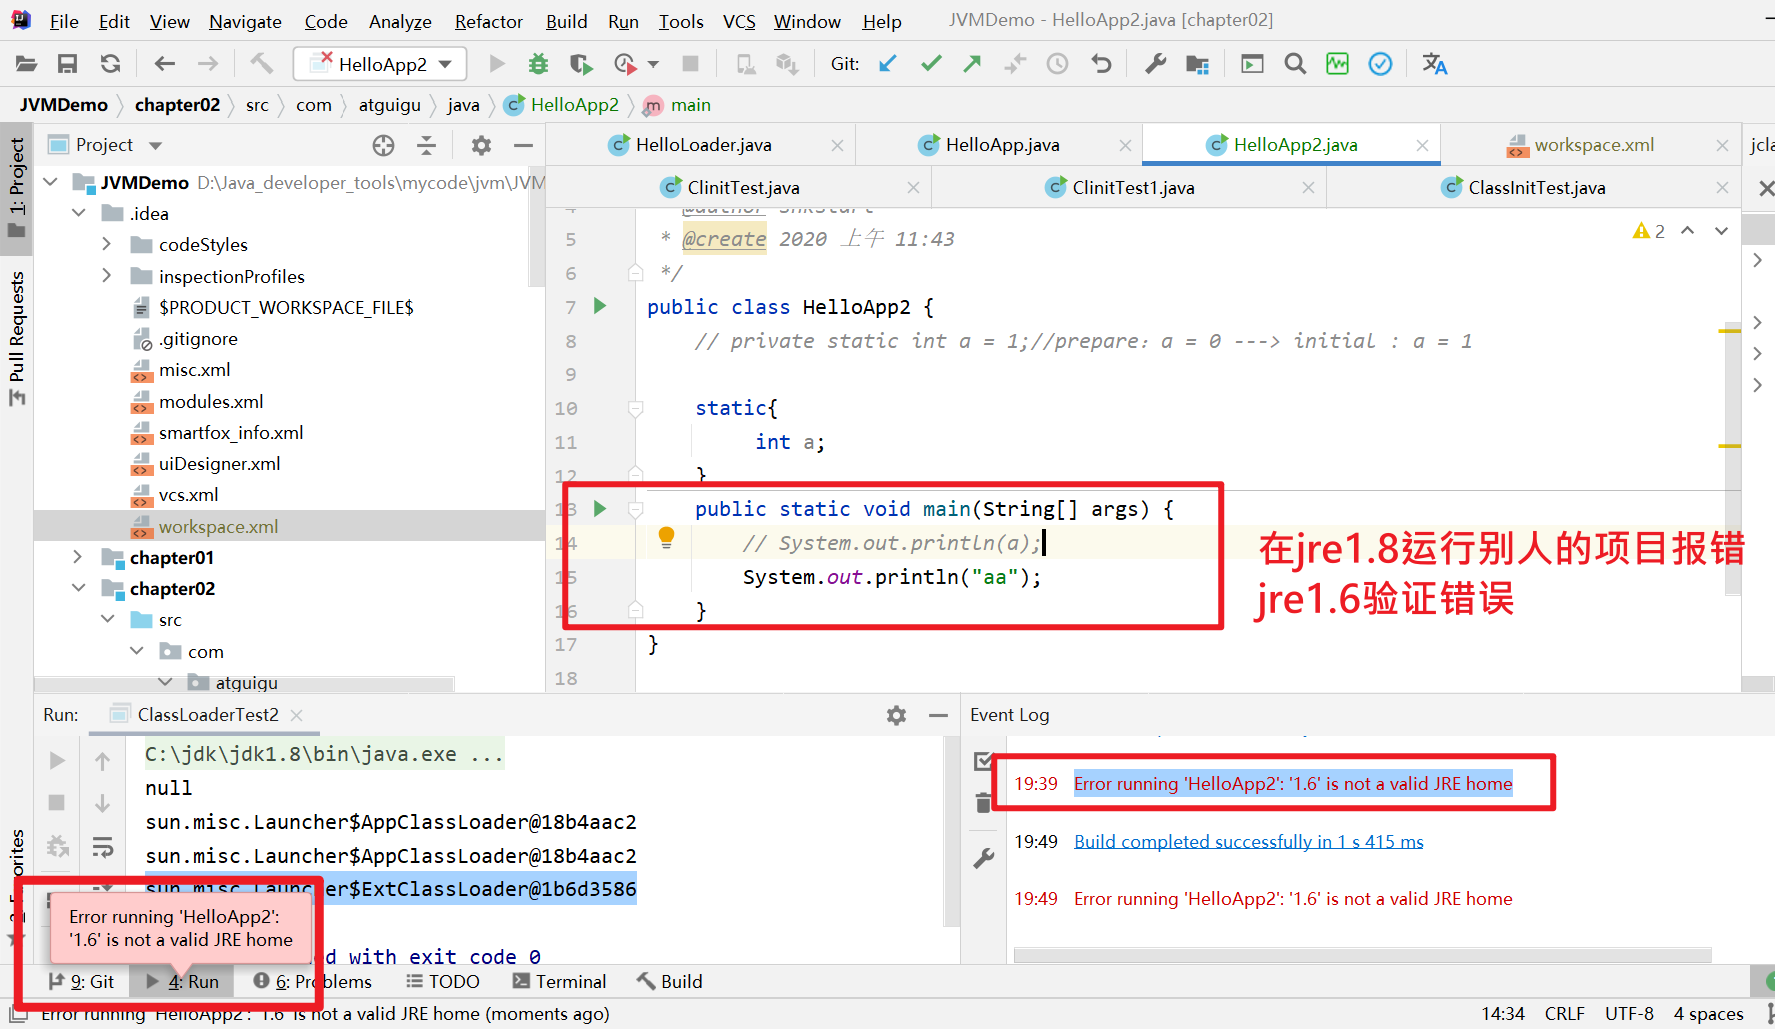 File Edit View Navigate Code Analyze Refactor Build Run Tools VCS Window Help JVMDemo - HelloApp2.java [chapter02]
HelloApp2 Git:
JVMDemo chapter02 src com atguigu java HelloApp2 main
Project
HelloLoader.java HelloApp.java HelloApp2.java workspace.xml jcla
ClinitTest.java ClinitTest1.java ClassInitTest.java
1: Project
Pull Requests
JVMDemo D:\Java_developer_tools\mycode\jvm\JVM
.idea
codeStyles
inspectionProfiles
$PRODUCT_WORKSPACE_FILE$
.gitignore
misc.xml
modules.xml
smartfox_info.xml
uiDesigner.xml
vcs.xml
workspace.xml
chapter01
chapter02
src
com
atguigu
2
4 @author shkstart
5 * @create 2020 上午 11:43
6 */
7 public class HelloApp2 {
8 // private static int a = 1;//prepare: a = 0 ---> initial : a = 1
9
10 static{
11 int a;
12 }
13 public static void main(String[] args) {
14 // System.out.println(a);
15 System.out.println("aa");
16 }
17 }
18
在jre1.8运行别人的项目报错
jre1.6验证错误
Run: ClassLoaderTest2
C:\jdk\jdk1.8\bin\java.exe ...
null
sun.misc.Launcher$AppClassLoader@18b4aac2
sun.misc.Launcher$AppClassLoader@18b4aac2
sun.misc.Launcher$ExtClassLoader@1b6d3586
d with exit code 0
Error running 'HelloApp2':
'1.6' is not a valid JRE home
Event Log
19:39 Error running 'HelloApp2': '1.6' is not a valid JRE home
19:49 Build completed successfully in 1 s 415 ms
19:49 Error running 'HelloApp2': '1.6' is not a valid JRE home
9: Git 4: Run 6: Problems TODO Terminal Build
Error running 'HelloApp2': '1.6' is not a valid JRE home (moments ago) 14:34 CRLF UTF-8 4 spaces